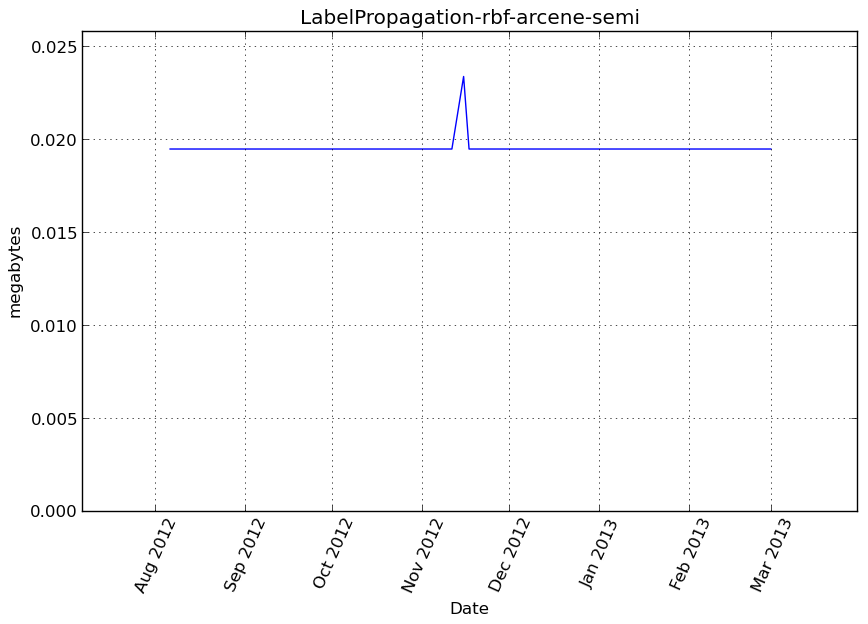 LabelPropagation-rbf-arcene-semi
0.025
0.020
0.015
0.010
0.005
0.000
megabytes
Aug 2012
Sep 2012
Oct 2012
Nov 2012
Dec 2012
Jan 2013
Feb 2013
Mar 2013
Date